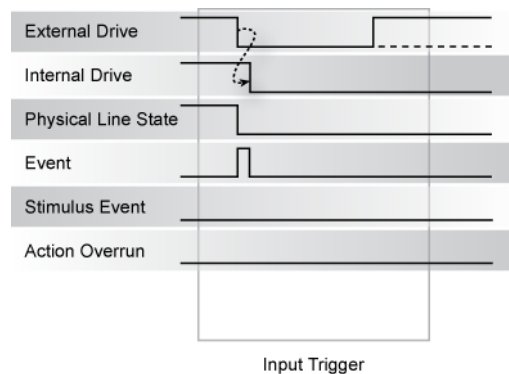 External Drive
Internal Drive
Physical Line State
Event
Stimulus Event
Action Overrun
Input Trigger